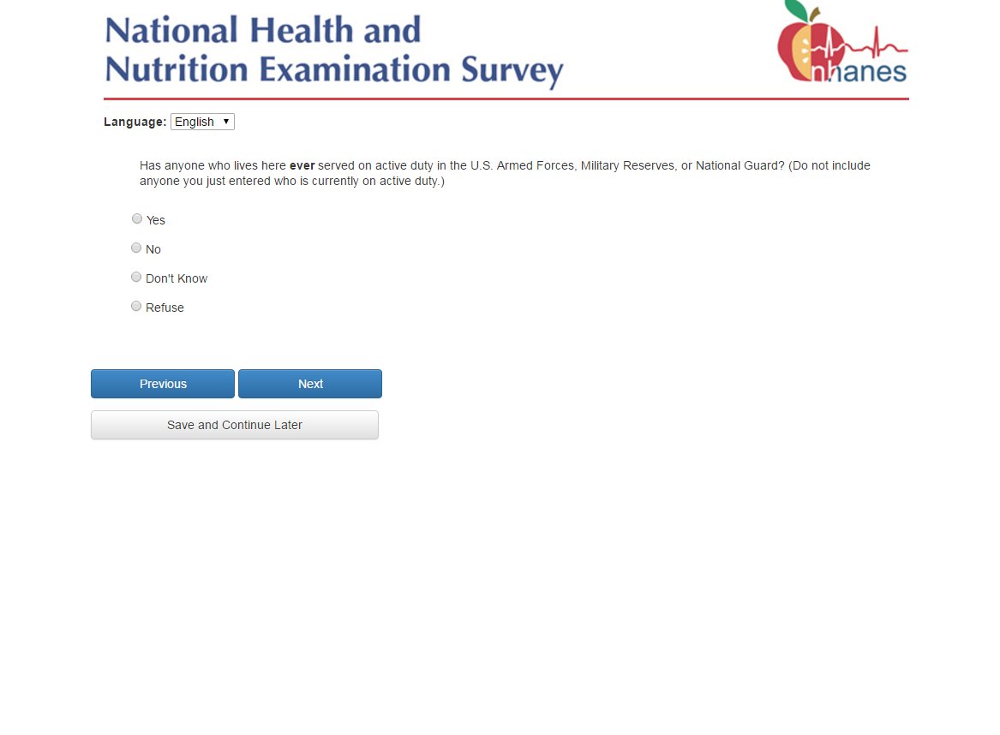 National Health and
Nutrition Examination Survey
nhanes
Language: English
Has anyone who lives here ever served on active duty in the U.S. Armed Forces, Military Reserves, or National Guard? (Do not include
anyone you just entered who is currently on active duty.)
Yes
No
Don't Know
Refuse
Previous Next
Save and Continue Later